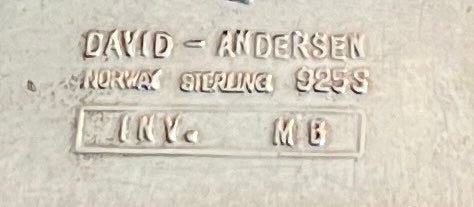 DAVID - ANDERSEN
NORWAY STERLING 925S
INV. MB